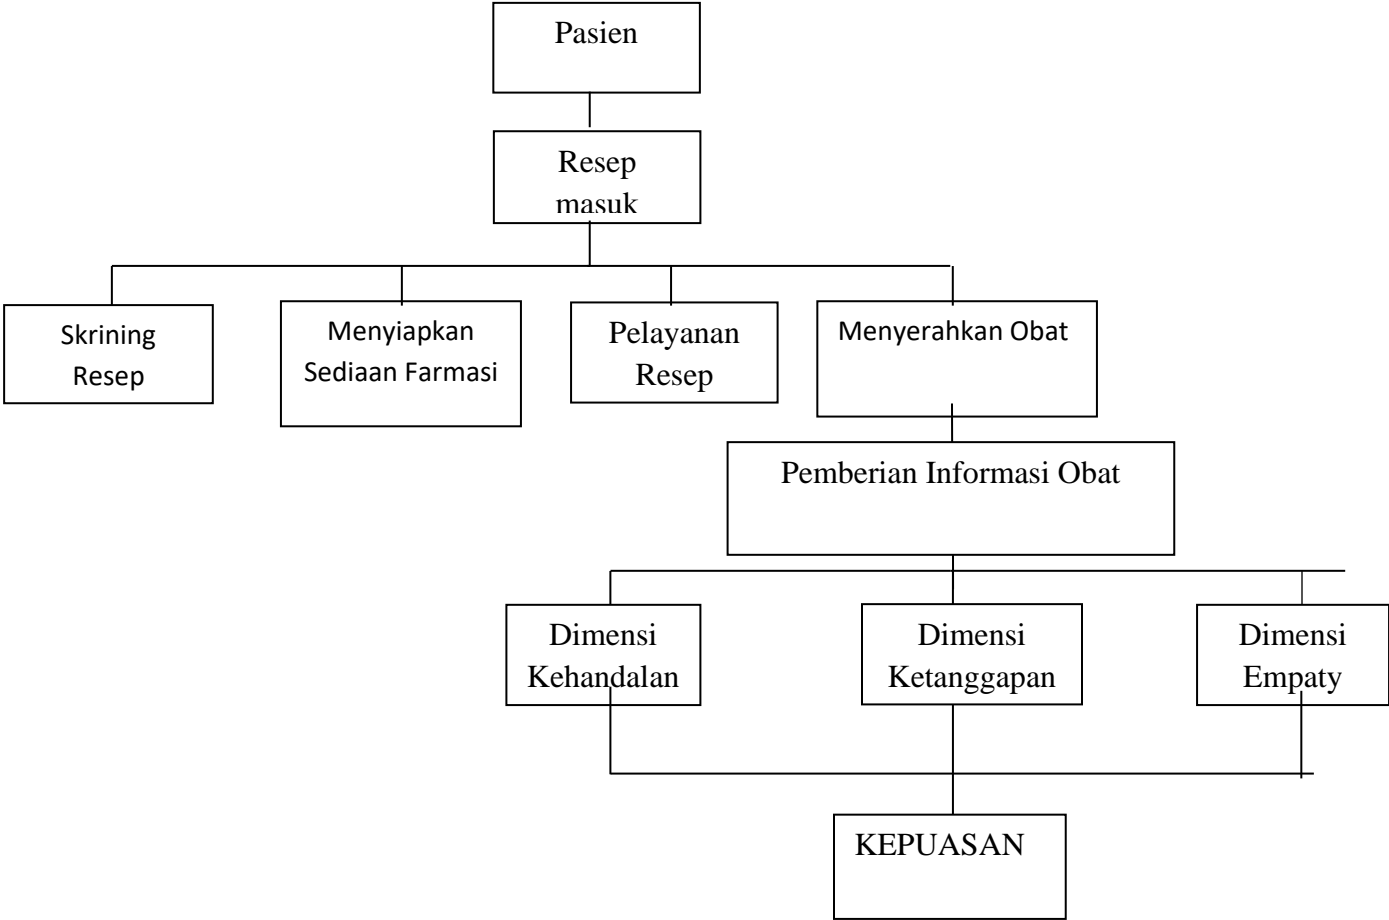 Pasien
Resep
masuk
Skrining
Resep
Menyiapkan
Sediaan Farmasi
Pelayanan
Resep
Menyerahkan Obat
Pemberian Informasi Obat
Dimensi
Kehandalan
Dimensi
Ketanggapan
Dimensi
Empaty
KEPUASAN